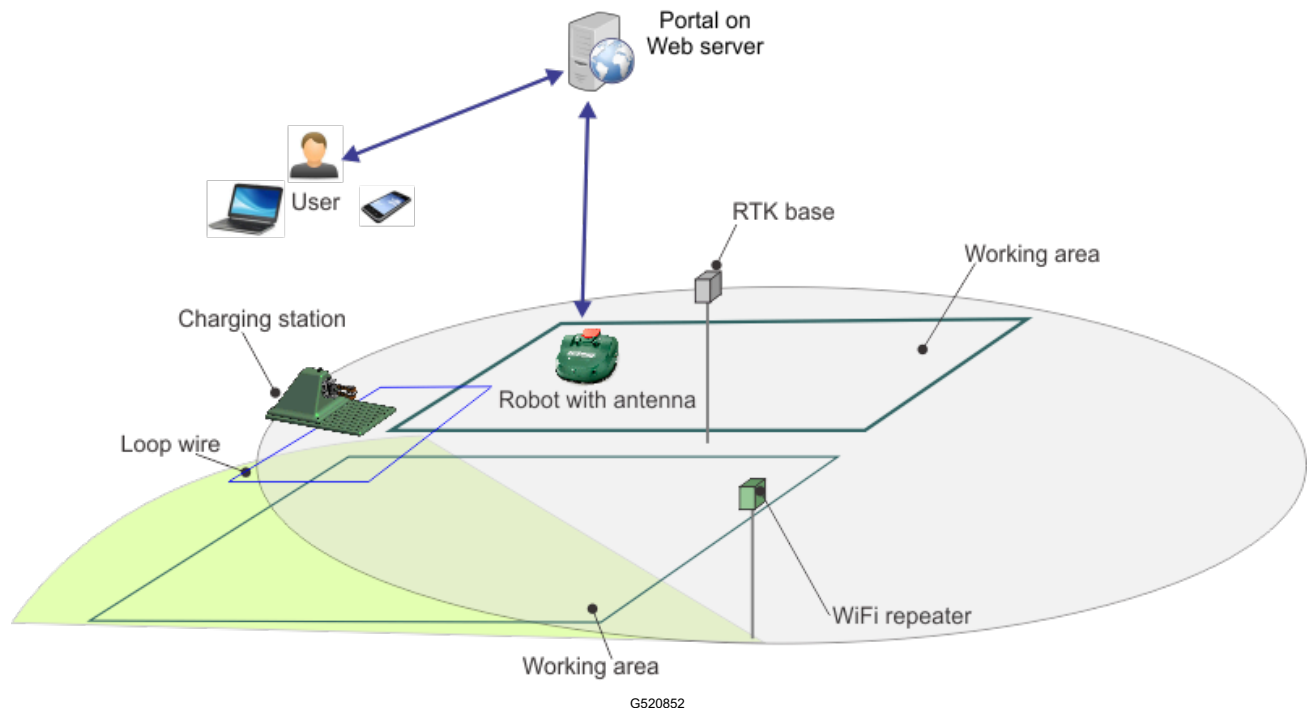 Portal on
Web server
User
RTK base
Working area
Charging station
Robot with antenna
Loop wire
WiFi repeater
Working area
G520852